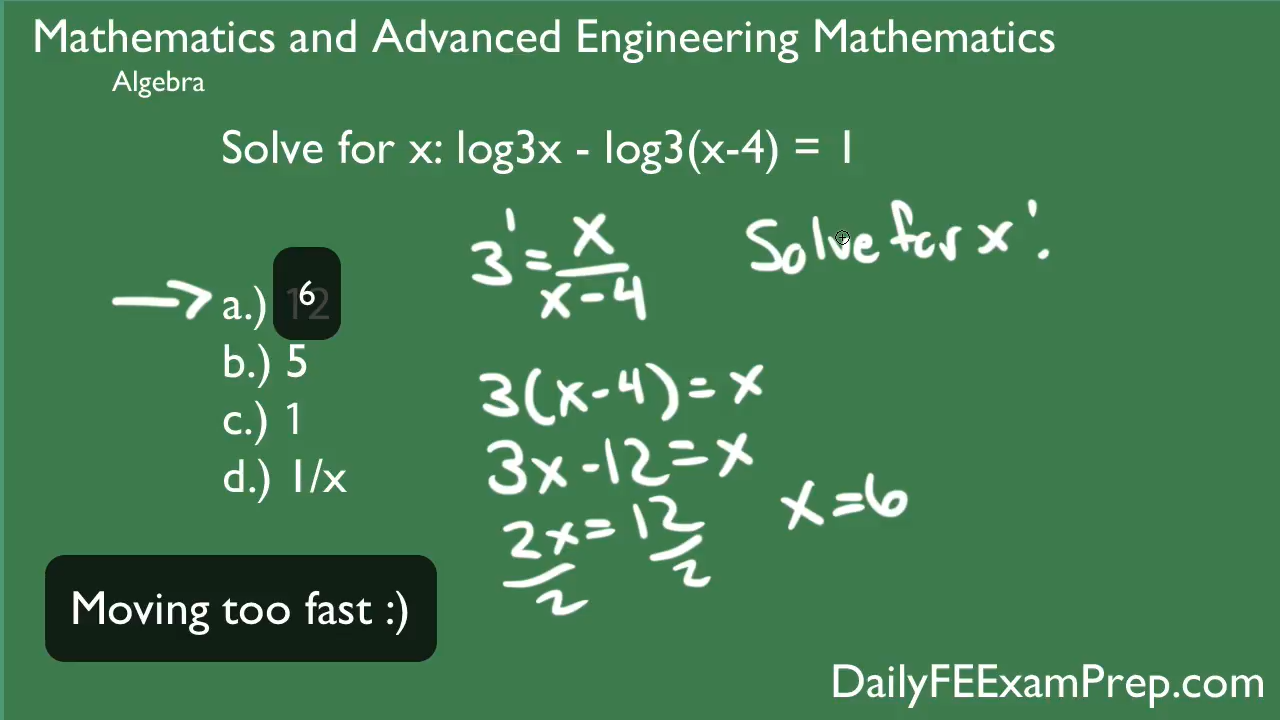 Mathematics and Advanced Engineering Mathematics
Algebra
Solve for x: log3x - log3(x-4) = 1
3¹ = x/(x-4)
Solve for x:
a.) 12
6
b.) 5
c.) 1
d.) 1/x
3(x-4)=x
3x-12=x
2x/2=12/2
x=6
Moving too fast :)
DailyFEExamPrep.com